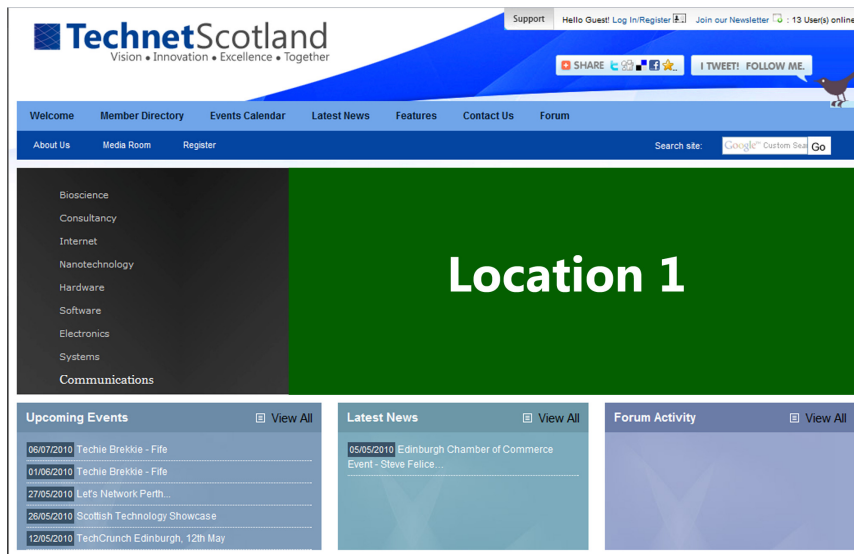 Support Hello Guest! Log In/Register Join our Newsletter : 13 User(s) online
TechnetScotland
Vision • Innovation • Excellence • Together
SHARE I TWEET! FOLLOW ME.
Welcome Member Directory Events Calendar Latest News Features Contact Us Forum
About Us Media Room Register Search site: Google™ Custom Sea Go
Bioscience
Consultancy
Internet
Nanotechnology
Hardware
Software
Electronics
Systems
Communications
Location 1
Upcoming Events View All
06/07/2010 Techie Brekkie - Fife
01/06/2010 Techie Brekkie - Fife
27/05/2010 Let's Network Perth...
26/05/2010 Scottish Technology Showcase
12/05/2010 TechCrunch Edinburgh, 12th May
Latest News View All
05/05/2010 Edinburgh Chamber of Commerce
Event - Steve Felice...
Forum Activity View All